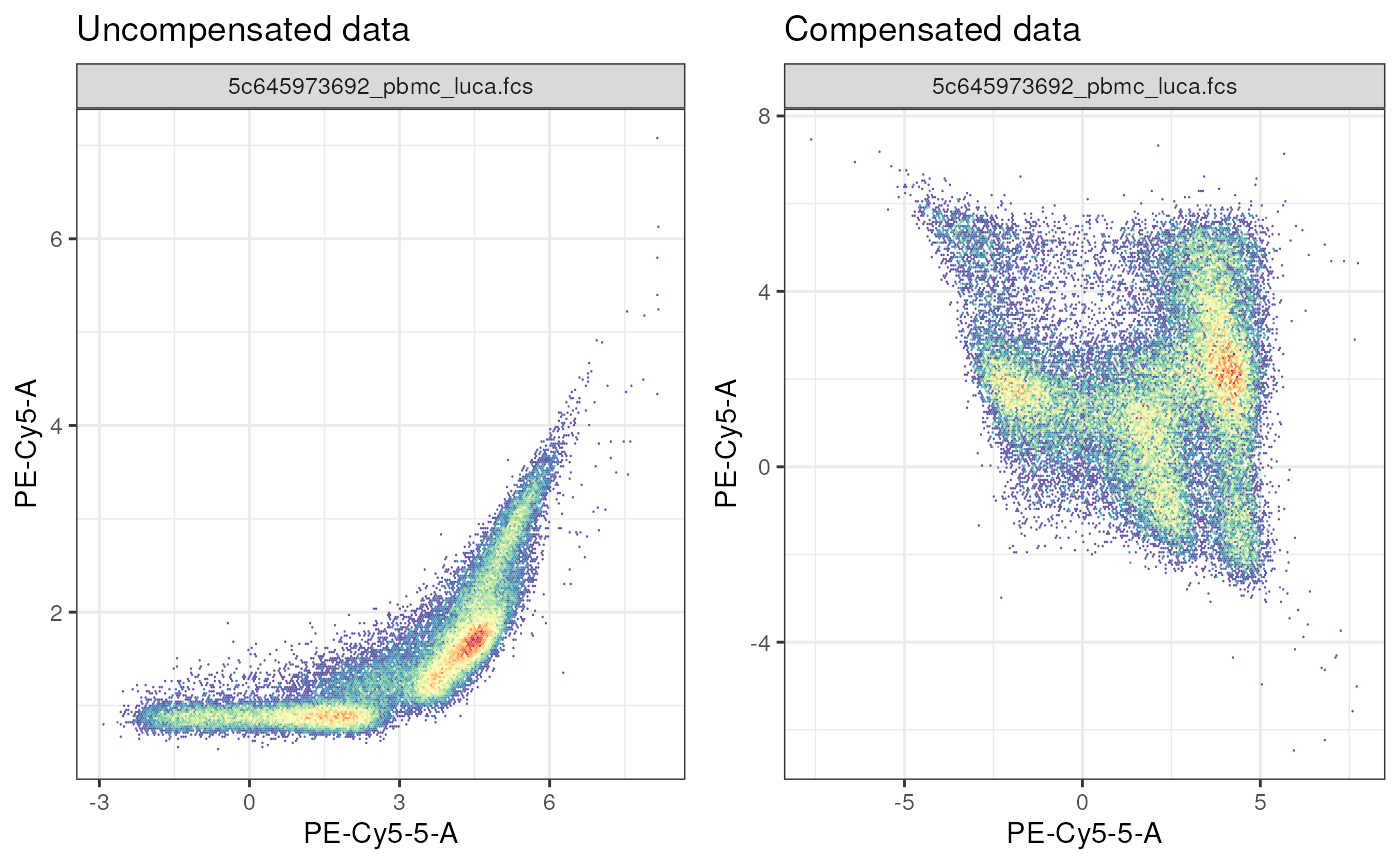 Uncompensated data
5c645973692_pbmc_luca.fcs
6
4
2
-3 0 3 6
PE-Cy5-5-A
PE-Cy5-A
Compensated data
5c645973692_pbmc_luca.fcs
8
4
0
-4
-5 0 5
PE-Cy5-5-A
PE-Cy5-A